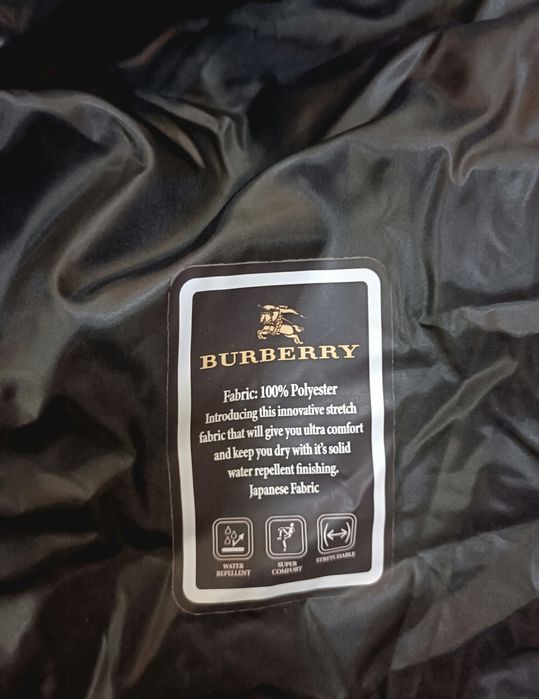 BURBERRY
Fabric: 100% Polyester
Introducing this innovative stretch
fabric that will give you ultra comfort
and keep you dry with it's solid
water repellent finishing.
Japanese Fabric
WATER
REPELLENT
SUPER
COMFORT
STRETCHABLE